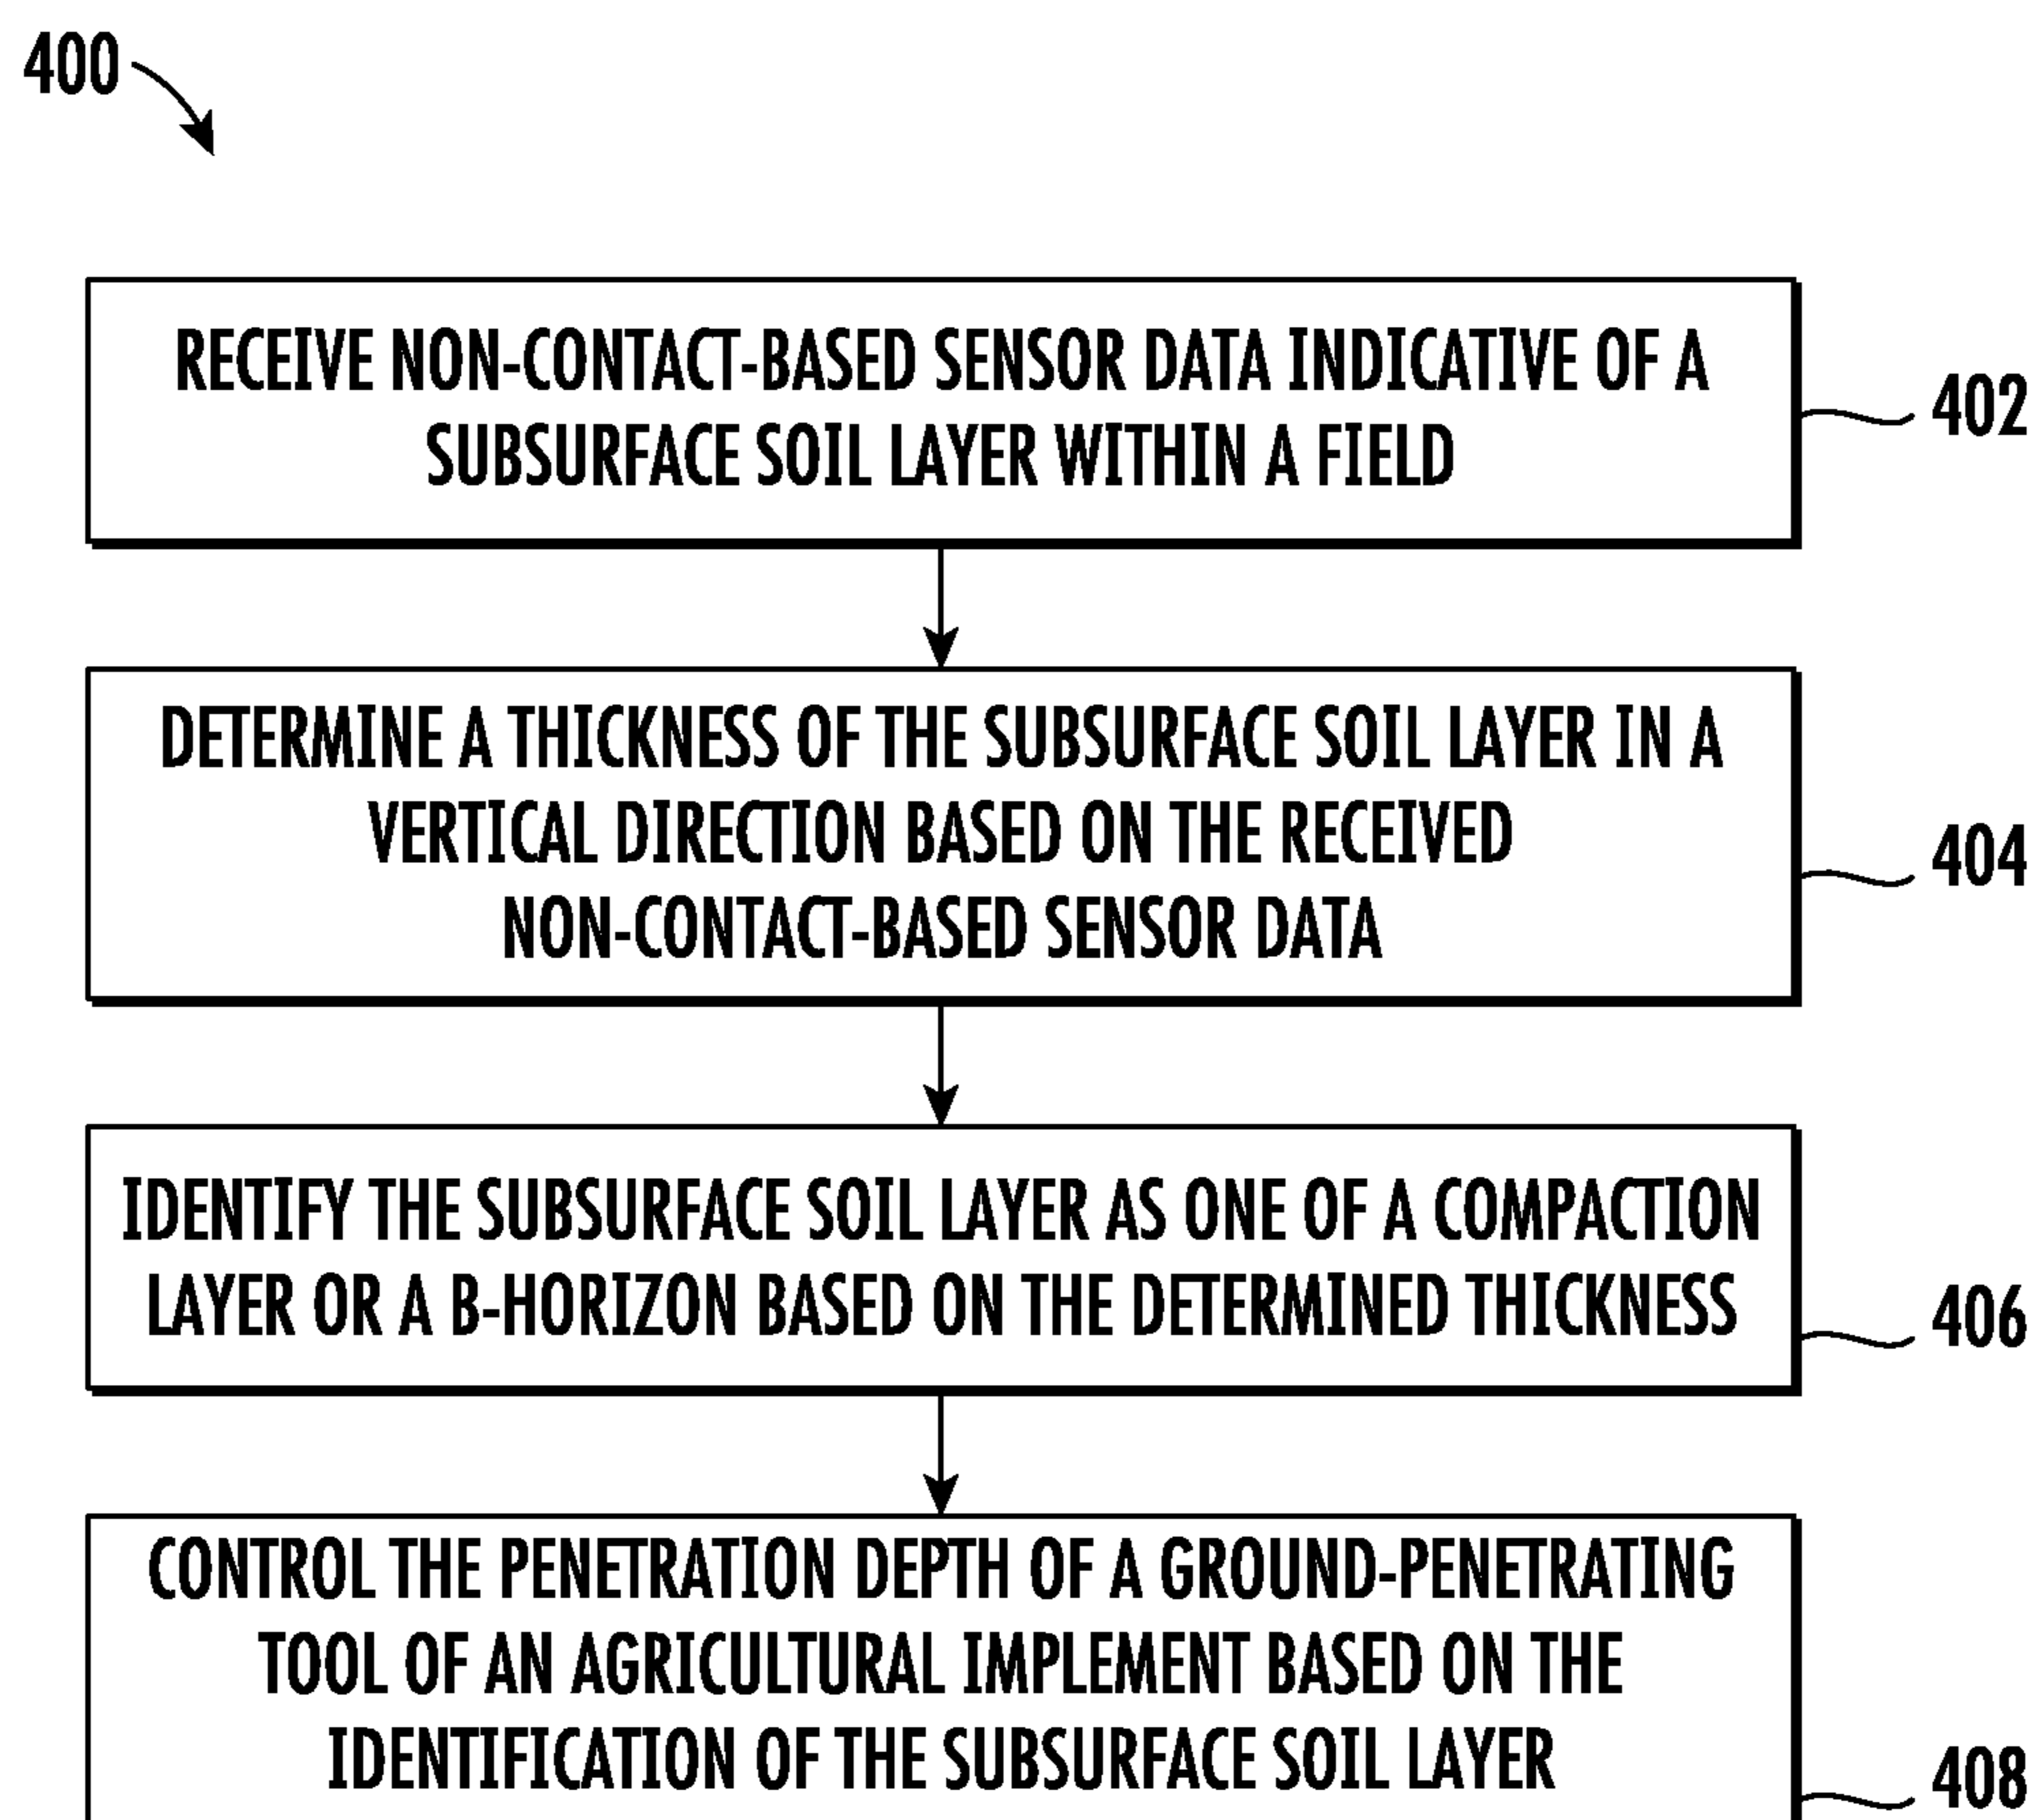 400
RECEIVE NON-CONTACT-BASED SENSOR DATA INDICATIVE OF A
SUBSURFACE SOIL LAYER WITHIN A FIELD
402
DETERMINE A THICKNESS OF THE SUBSURFACE SOIL LAYER IN A
VERTICAL DIRECTION BASED ON THE RECEIVED
NON-CONTACT-BASED SENSOR DATA
404
IDENTIFY THE SUBSURFACE SOIL LAYER AS ONE OF A COMPACTION
LAYER OR A B-HORIZON BASED ON THE DETERMINED THICKNESS
406
CONTROL THE PENETRATION DEPTH OF A GROUND-PENETRATING
TOOL OF AN AGRICULTURAL IMPLEMENT BASED ON THE
IDENTIFICATION OF THE SUBSURFACE SOIL LAYER
408